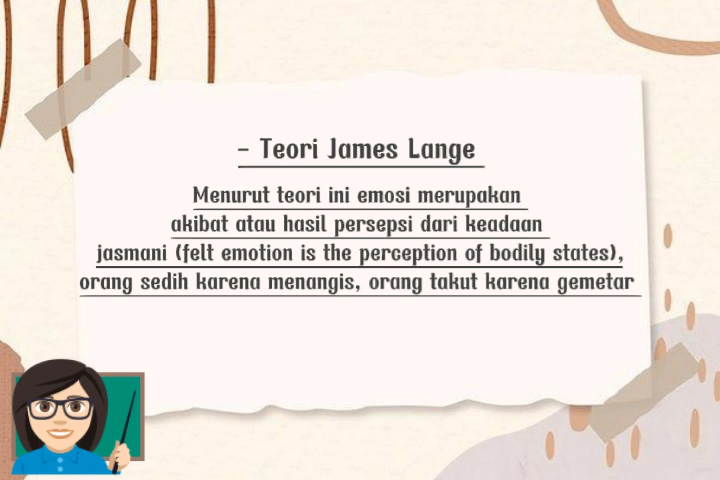 - Teori James Lange
Menurut teori ini emosi merupakan
akibat atau hasil persepsi dari keadaan
jasmani (felt emotion is the perception of bodily states),
orang sedih karena menangis, orang takut karena gemetar